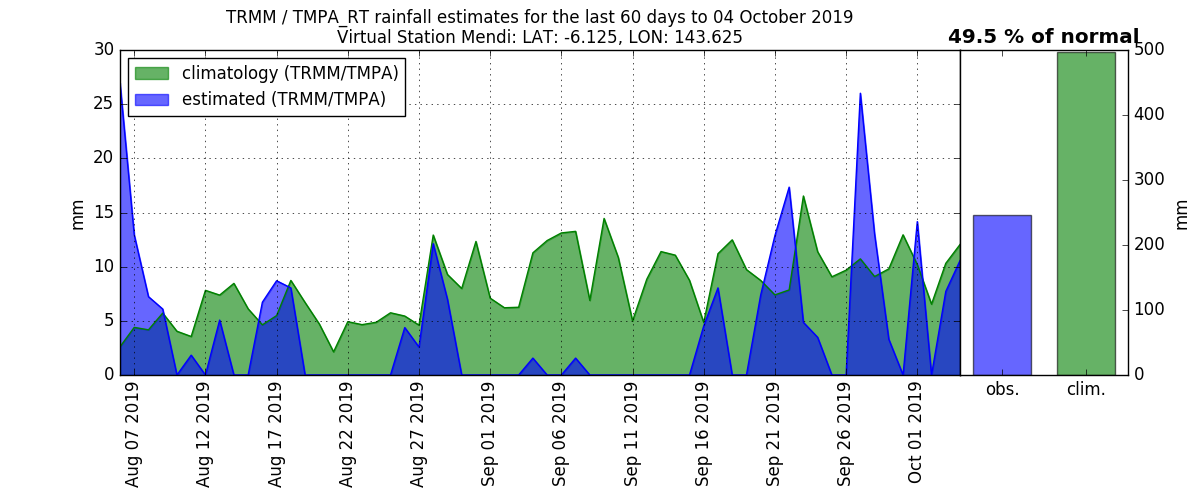 TRMM / TMPA_RT rainfall estimates for the last 60 days to 04 October 2019
Virtual Station Mendi: LAT: -6.125, LON: 143.625
49.5 % of normal
climatology (TRMM/TMPA)
estimated (TRMM/TMPA)
30
25
20
15
10
5
0
mm
500
400
300
200
100
0
mm
obs.
clim.
Aug 07 2019
Aug 12 2019
Aug 17 2019
Aug 22 2019
Aug 27 2019
Sep 01 2019
Sep 06 2019
Sep 11 2019
Sep 16 2019
Sep 21 2019
Sep 26 2019
Oct 01 2019